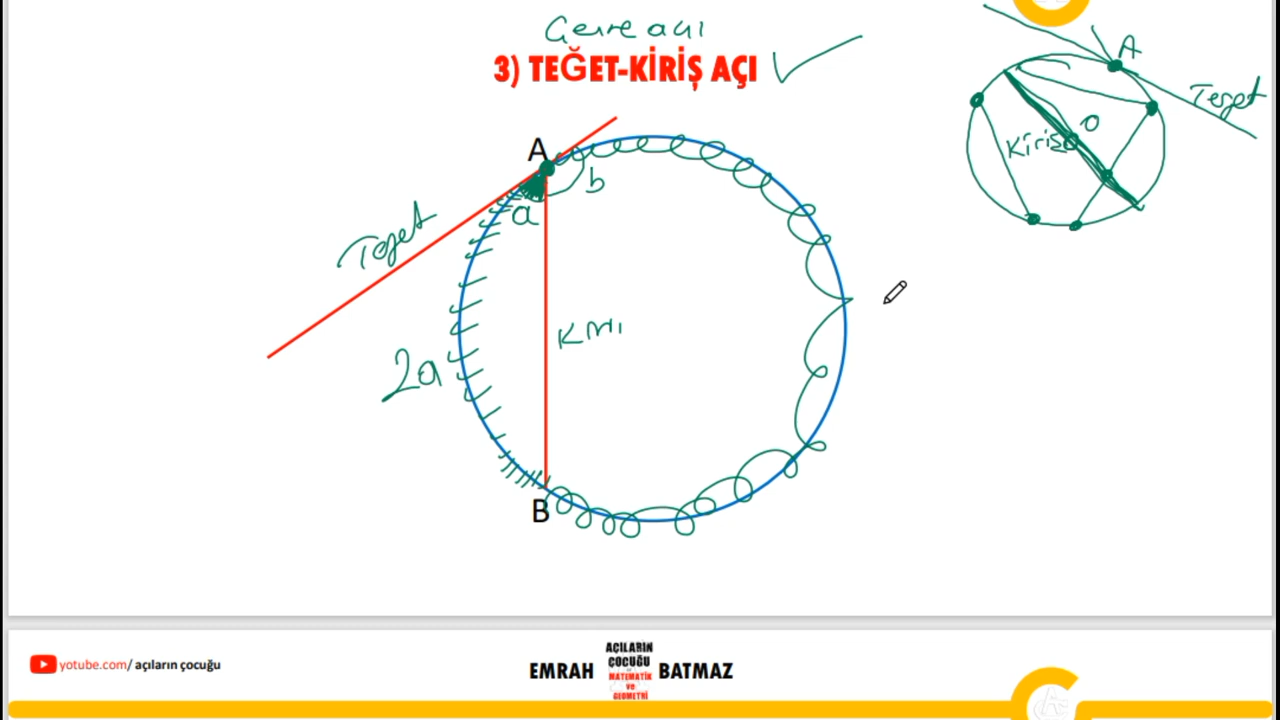 Çevre açı
3) TEĞET-KİRİŞ AÇI
A
Teğet
Kiriş
O
A
b
a
Teğet
2a
B
yotube.com/ açıların çocuğu
EMRAH
AÇILARIN
ÇOCUĞU
MATEMATİK
ve
GEOMETRİ
BATMAZ